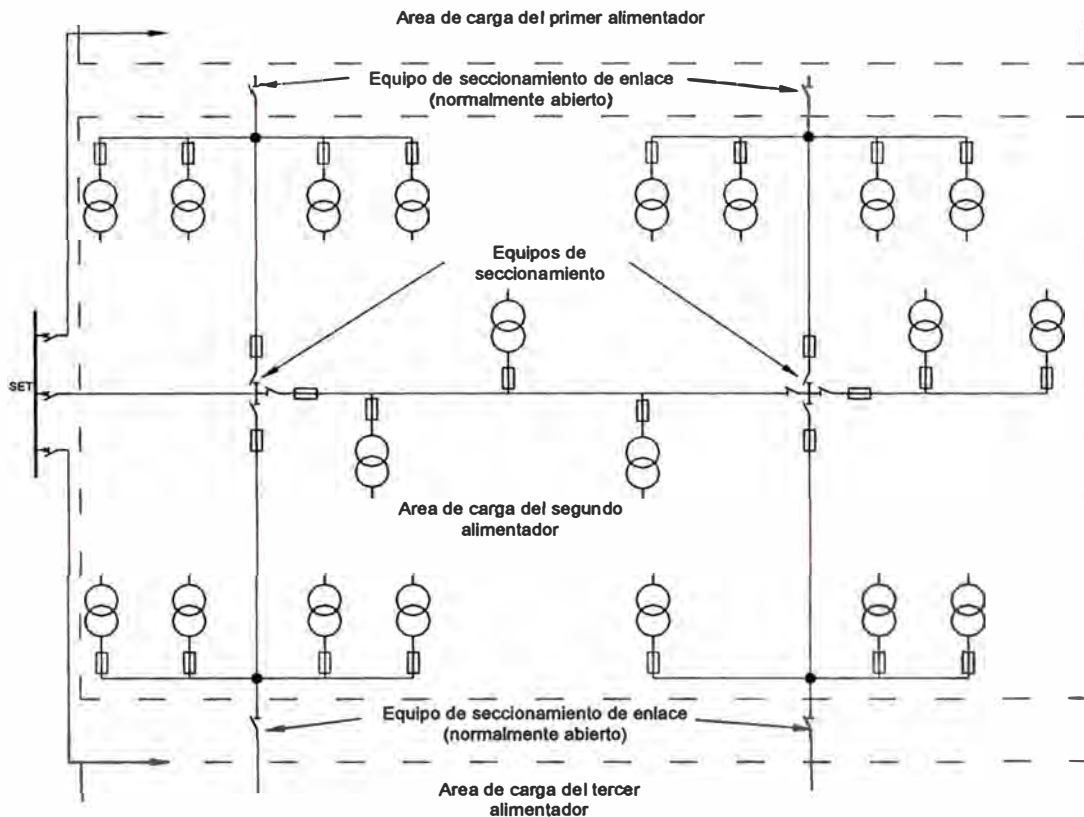 Area de carga del primer alimentador
Equipo de seccionamiento de enlace
(normalmente abierto)
Equipos de
seccionamiento
SET
Area de carga del segundo
alimentador
Equipo de seccionamiento de enlace
(normalmente abierto)
Area de carga del tercer
alimentador